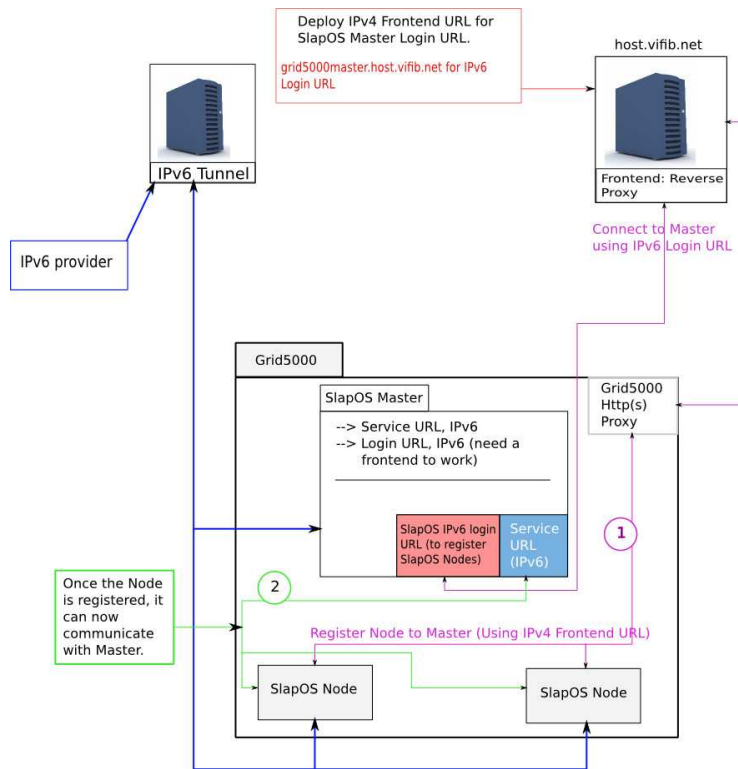 Deploy IPv4 Frontend URL for
SlapOS Master Login URL.
grid5000master.host.vifib.net for IPv6
Login URL
host.vifib.net
IPv6 Tunnel
Frontend: Reverse
Proxy
Connect to Master
using IPv6 Login URL
IPv6 provider
Grid5000
Grid5000
Http(s)
Proxy
SlapOS Master
--> Service URL, IPv6
--> Login URL, IPv6 (need a
frontend to work)
SlapOS IPv6 login
URL (to register
SlapOS Nodes)
Service
URL
(IPv6)
1
2
Once the Node
is registered, it
can now
communicate
with Master.
Register Node to Master (Using IPv4 Frontend URL)
SlapOS Node
SlapOS Node